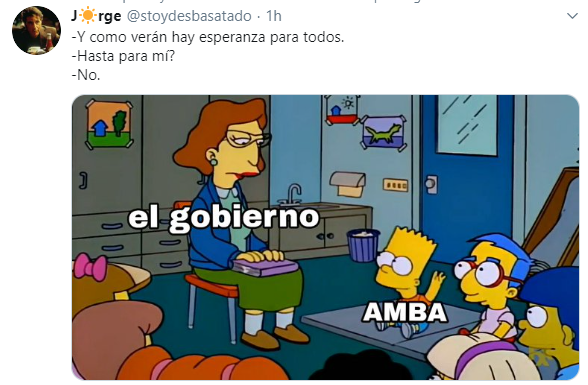 J☀️rge @stoydesbasatado · 1h
-Y como verán hay esperanza para todos.
-Hasta para mí?
-No.
el gobierno
AMBA